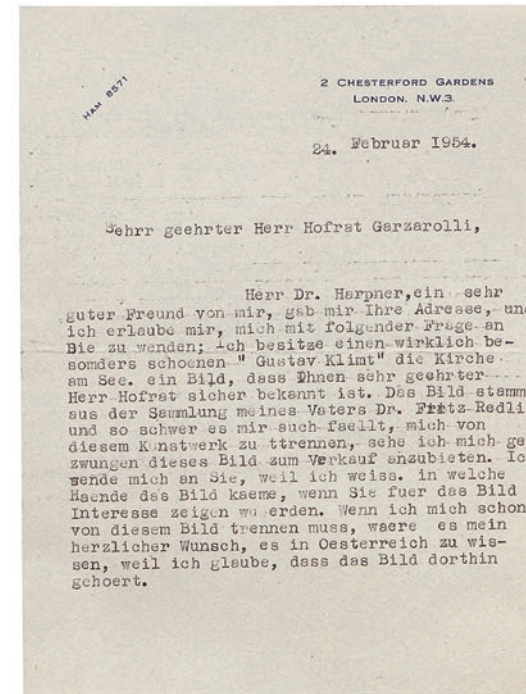 HAM 8571
2 CHESTERFORD GARDENS
LONDON. N.W.3.
24. Februar 1954.
Sehrr geehrter Herr Hofrat Garzarolli,
Herr Dr. Harpner,ein sehr
guter Freund von mir, gab mir Ihre Adresse, und
ich erlaube mir, mich mit folgender Frage an
Sie zu wenden; Ich besitze einen wirklich be-
somders schoenen " Gustav Klimt" die Kirche
am See. ein Bild, dass Ihnen sehr geehrter
Herr Hofrat sicher bekannt ist. Das Bild stamm
aus der Sammlung meines Vaters Dr. Fritz Redli
und so schwer es mir auch faellt, mich von
diesem Kunstwerk zu ttrennen, sehe ich mich ge
zwungen dieses Bild zum Verkauf anzubieten. Ic
wende mich an Sie, weil ich weiss. in welche
Haende das Bild kaeme, wenn Sie fuer das Bild
Interesse zeigen wuerden. Wenn ich mich schon
von diesem Bild trennen muss, waere es mein
herzlicher Wunsch, es in Oesterreich zu wis-
sen, weil ich glaube, dass das Bild dorthin
gehoert.